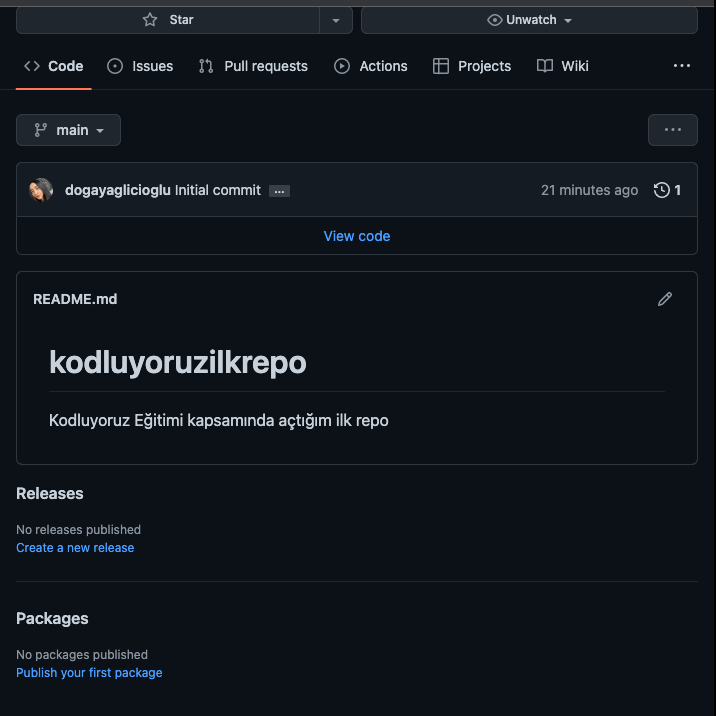 Star
Unwatch
Code Issues Pull requests Actions Projects Wiki ...
main ...
dogayaglicioglu Initial commit ... 21 minutes ago 1
View code
README.md
kodluyoruzilkrepo
Kodluyoruz Eğitimi kapsamında açtığım ilk repo
Releases
No releases published
Create a new release
Packages
No packages published
Publish your first package